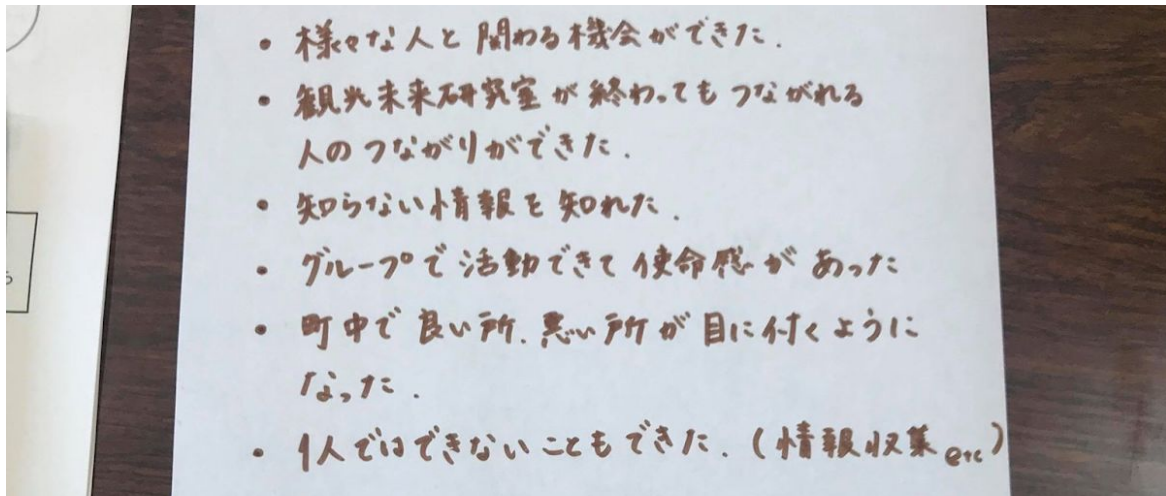 ・様々な人と関わる機会ができた.
・観光未来研究室が終わってもつながれる
人のつながりができた.
・知らない情報を知れた.
・グループで活動できて使命感があった
・町中で良い所.悪い所が目に付くように
なった.
・1人ではできないこともできた.(情報収集etc)